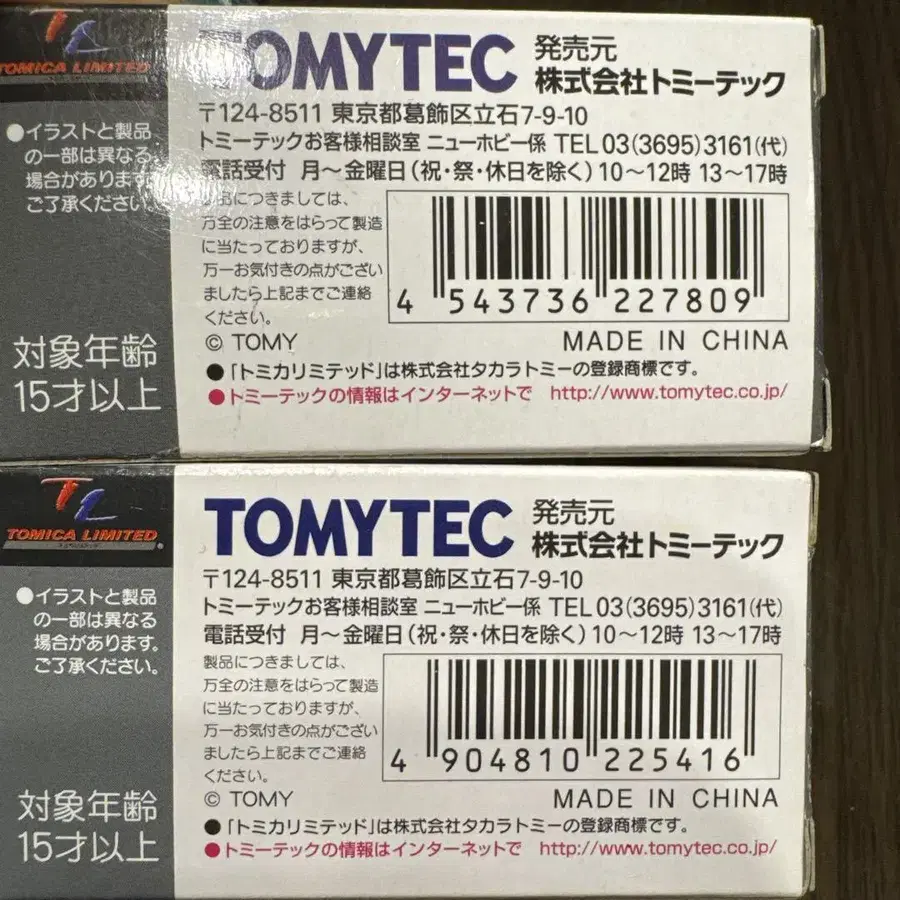 TOMICA LIMITED
●イラストと製品
の一部は異なる
場合があります。
ご了承ください。
対象年齢
15才以上
TOMYTEC
発売元
株式会社トミーテック
〒124-8511 東京都葛飾区立石7-9-10
トミーテックお客様相談室 ニューホビー係 TEL 03(3695)3161(代)
電話受付 月〜金曜日(祝・祭・休日を除く) 10〜12時 13〜17時
製品につきましては、
万全の注意をはらって製造
に当たっておりますが、
万一お気付きの点がござい
ましたら上記までご連絡
ください。
4 543736 227809
© TOMY
MADE IN CHINA
●「トミカリミテッド」は株式会社タカラトミーの登録商標です。
●トミーテックの情報はインターネットで http://www.tomytec.co.jp/
TOMICA LIMITED
●イラストと製品
の一部は異なる
場合があります。
ご了承ください。
対象年齢
15才以上
TOMYTEC
発売元
株式会社トミーテック
〒124-8511 東京都葛飾区立石7-9-10
トミーテックお客様相談室 ニューホビー係 TEL 03(3695)3161(代)
電話受付 月〜金曜日(祝・祭・休日を除く) 10〜12時 13〜17時
製品につきましては、
万全の注意をはらって製造
に当たっておりますが、
万一お気付きの点がござい
ましたら上記までご連絡
ください。
4 904810 225416
© TOMY
MADE IN CHINA
●「トミカリミテッド」は株式会社タカラトミーの登録商標です。
●トミーテックの情報はインターネットで http://www.tomytec.co.jp/